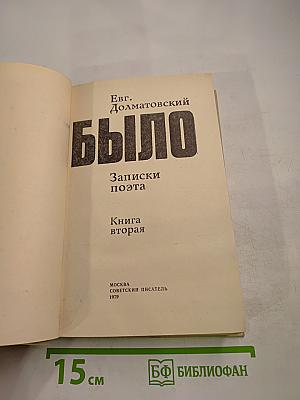 Евг.
Долматовский
БЫЛО
Записки
поэта
Книга
вторая
МОСКВА
СОВЕТСКИЙ ПИСАТЕЛЬ
1979
15 см
БФ БИБЛИОФАН